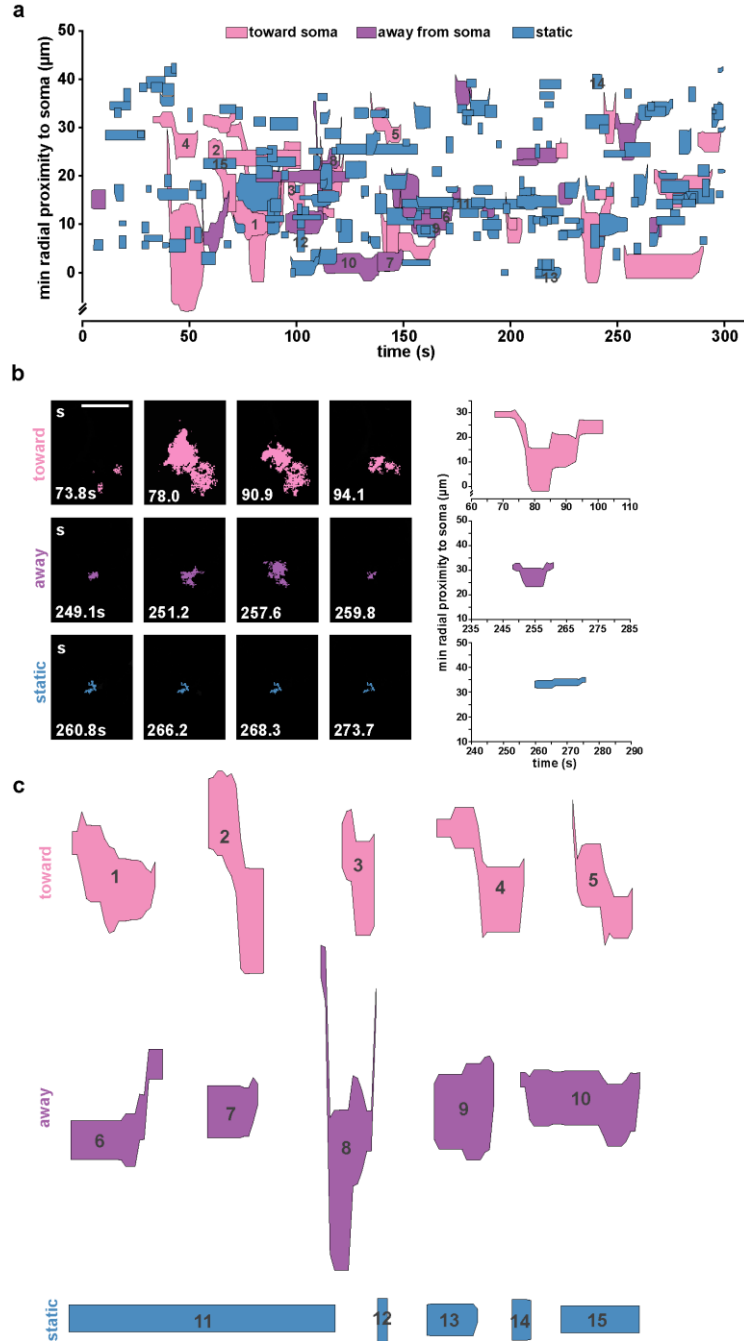 a
toward soma away from soma static
min radial proximity to soma (µm)
50
40
30
20
10
0
14
4
2
15
8
5
3
11
6
1
9
12
10
7
13
0 50 100 150 200 250 300
time (s)
b
toward
s
73.8s 78.0 90.9 94.1
away
s
249.1s 251.2 257.6 259.8
static
s
260.8s 266.2 268.3 273.7
min radial proximity to soma (µm)
30
20
10
0
60 70 80 90 100 110
50
40
30
20
10
235 245 255 265 275 285
50
40
30
20
10
240 250 260 270 280 290
time (s)
c
toward
1 2 3 4 5
away
6 7 8 9 10
static
11 12 13 14 15